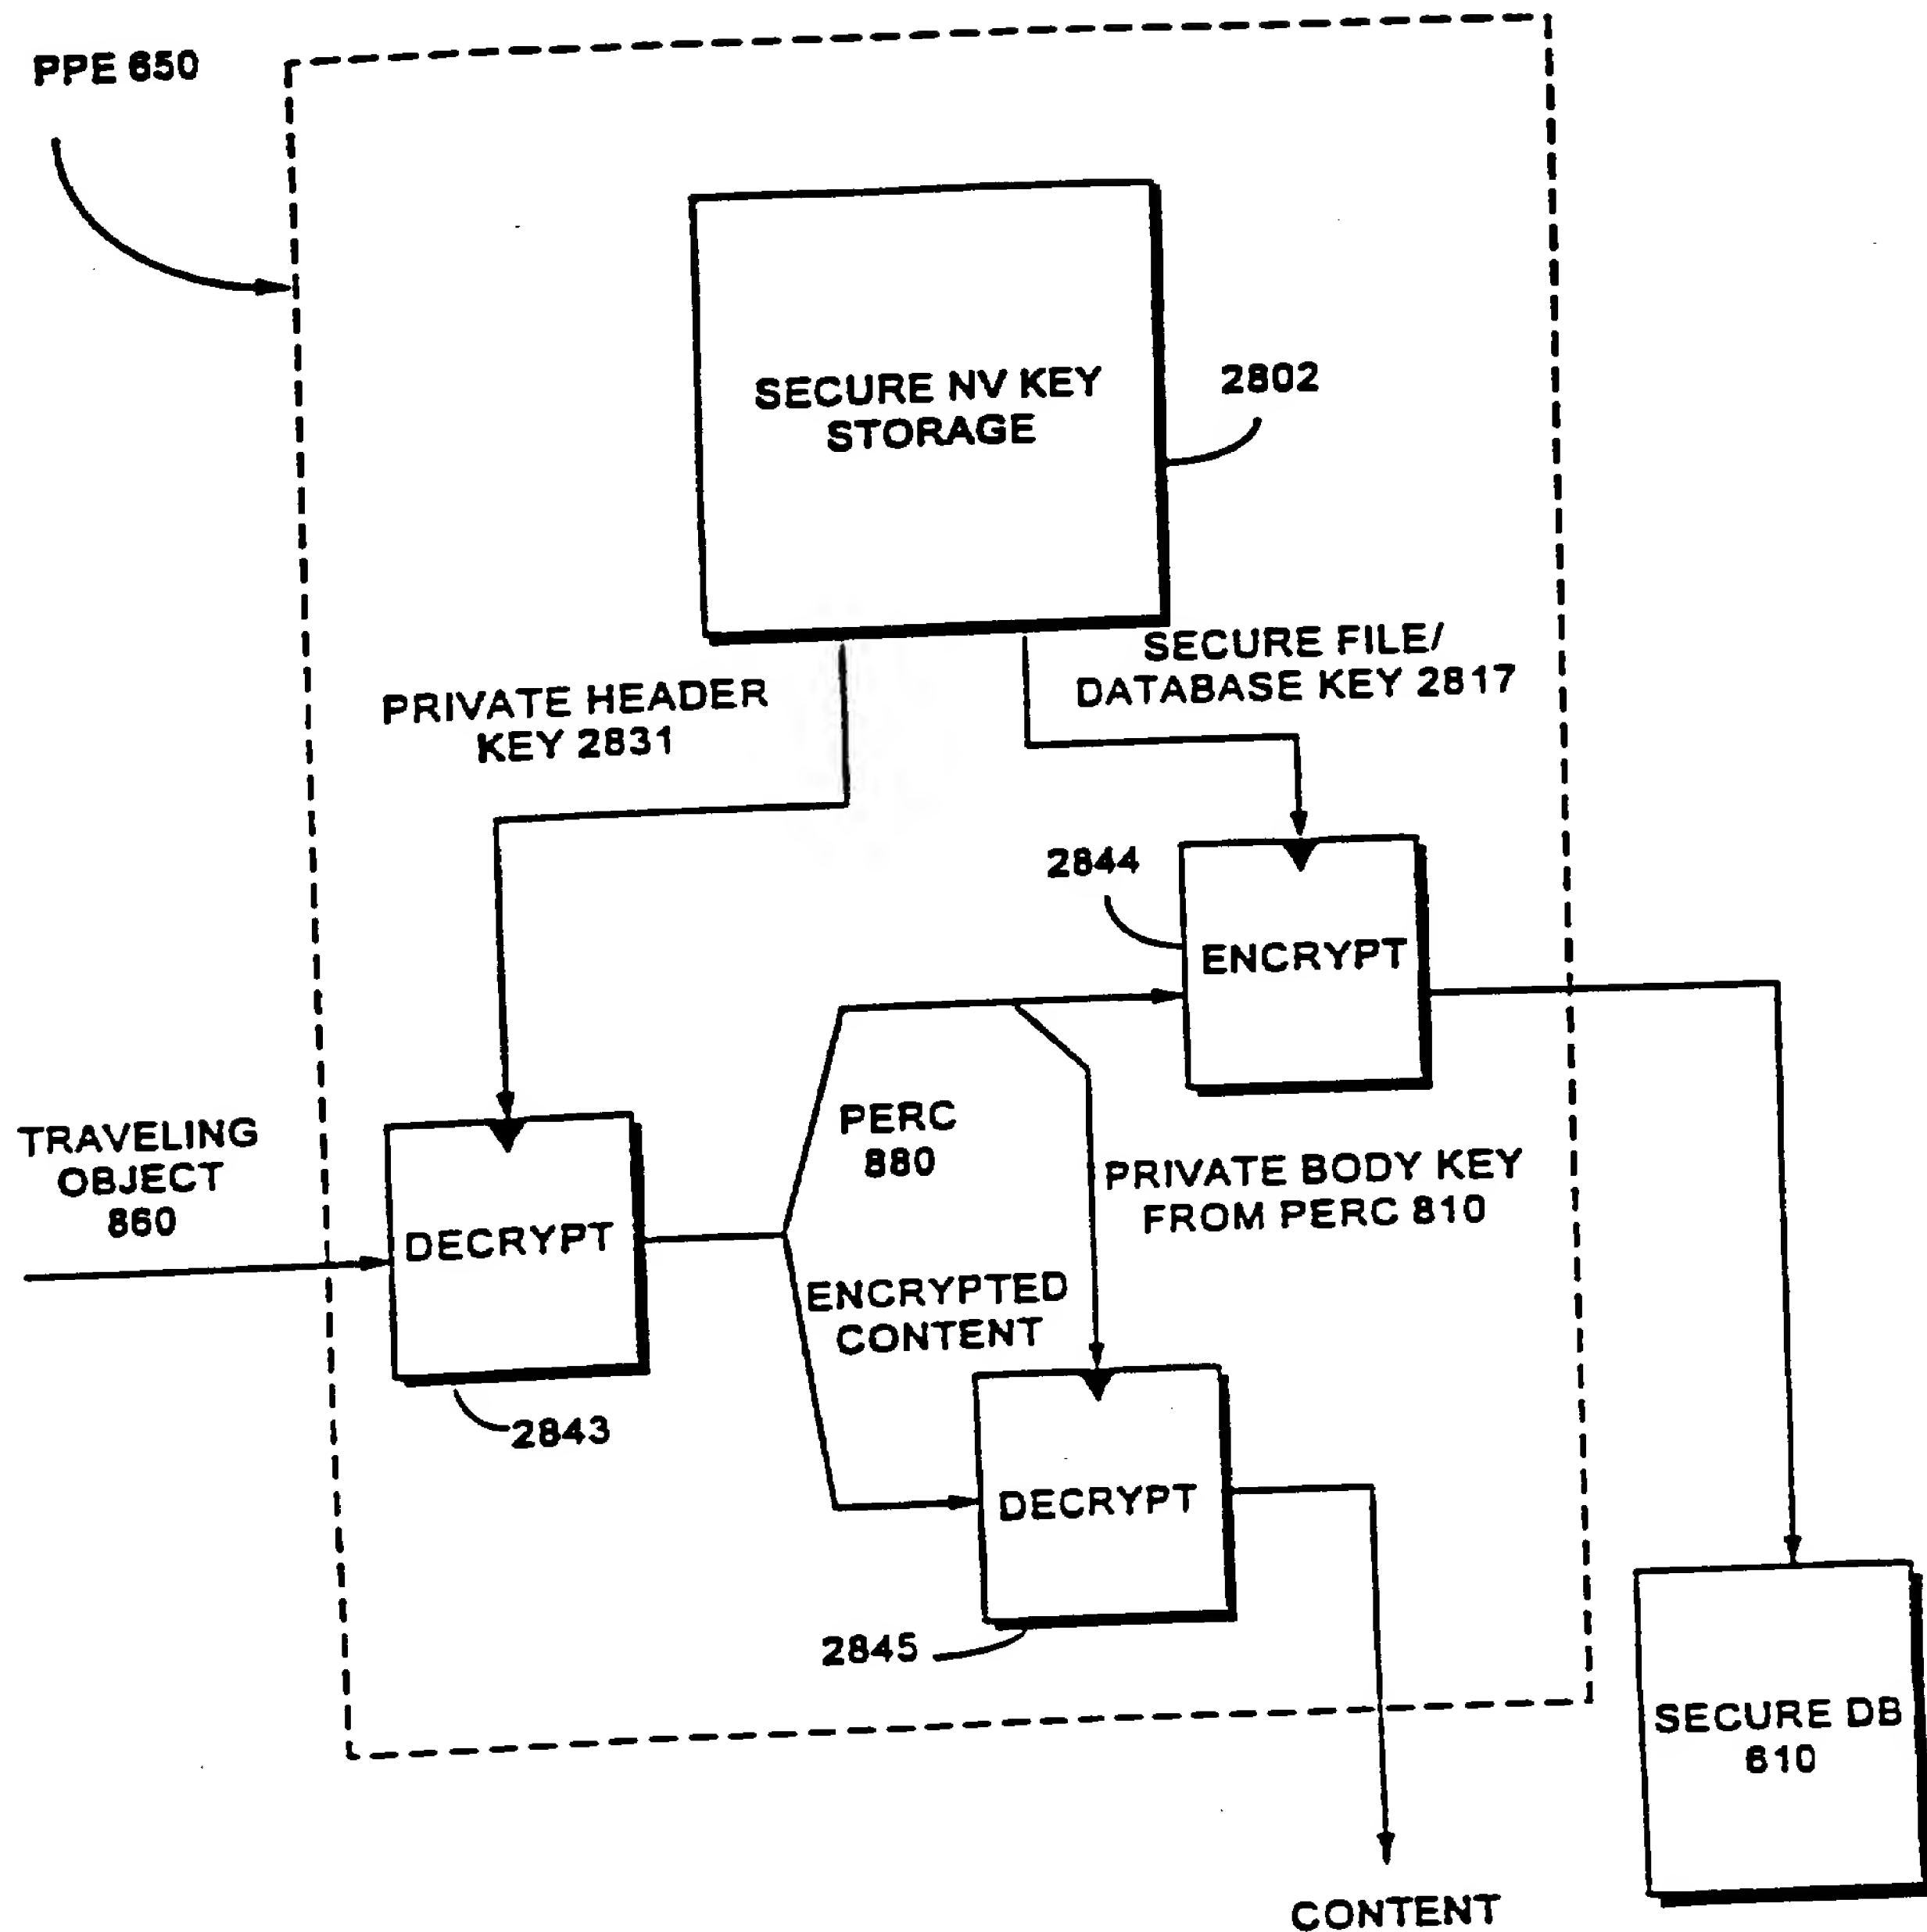 PPE 650
SECURE NV KEY
STORAGE
2802
SECURE FILE/
DATABASE KEY 2817
PRIVATE HEADER
KEY 2831
2844
ENCRYPT
TRAVELING
OBJECT
860
DECRYPT
PERC
880
PRIVATE BODY KEY
FROM PERC 810
ENCRYPTED
CONTENT
2843
DECRYPT
2845
SECURE DB
610
CONTENT